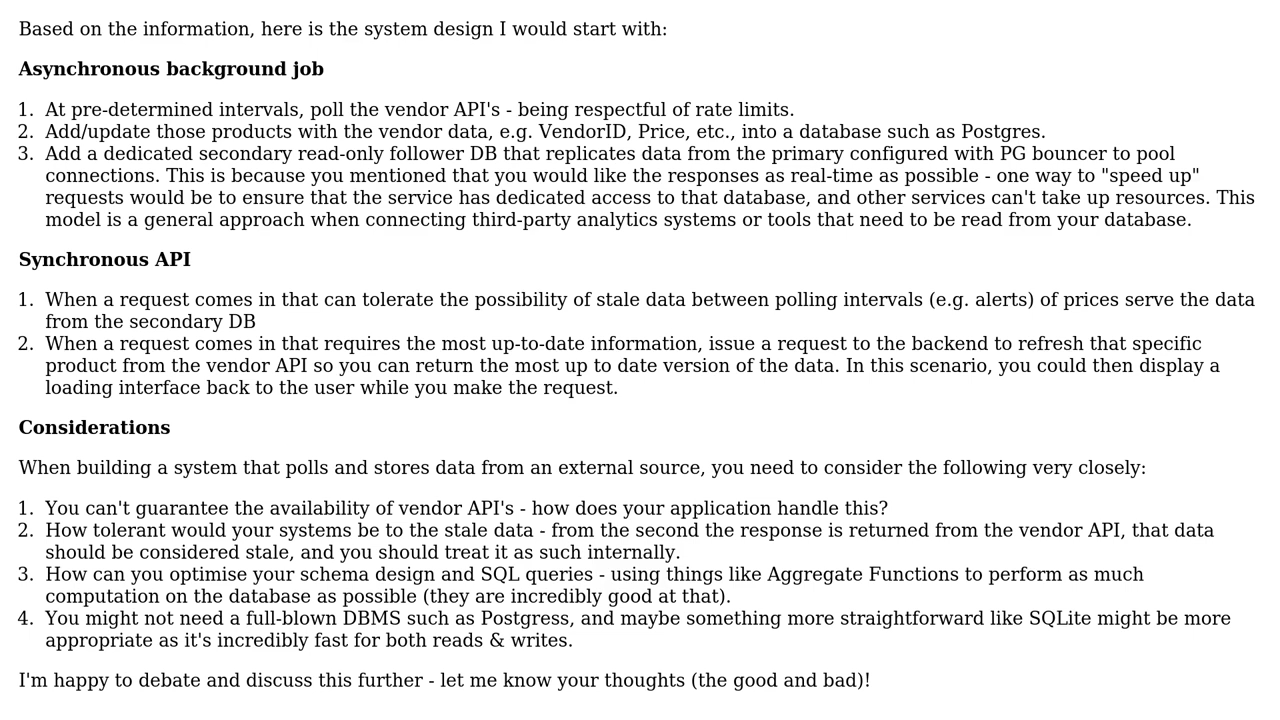 Based on the information, here is the system design I would start with:
Asynchronous background job
1. At pre-determined intervals, poll the vendor API's - being respectful of rate limits.
2. Add/update those products with the vendor data, e.g. VendorID, Price, etc., into a database such as Postgres.
3. Add a dedicated secondary read-only follower DB that replicates data from the primary configured with PG bouncer to pool
connections. This is because you mentioned that you would like the responses as real-time as possible - one way to "speed up"
requests would be to ensure that the service has dedicated access to that database, and other services can't take up resources. This
model is a general approach when connecting third-party analytics systems or tools that need to be read from your database.
Synchronous API
1. When a request comes in that can tolerate the possibility of stale data between polling intervals (e.g. alerts) of prices serve the data
from the secondary DB
2. When a request comes in that requires the most up-to-date information, issue a request to the backend to refresh that specific
product from the vendor API so you can return the most up to date version of the data. In this scenario, you could then display a
loading interface back to the user while you make the request.
Considerations
When building a system that polls and stores data from an external source, you need to consider the following very closely:
1. You can't guarantee the availability of vendor API's - how does your application handle this?
2. How tolerant would your systems be to the stale data - from the second the response is returned from the vendor API, that data
should be considered stale, and you should treat it as such internally.
3. How can you optimise your schema design and SQL queries - using things like Aggregate Functions to perform as much
computation on the database as possible (they are incredibly good at that).
4. You might not need a full-blown DBMS such as Postgress, and maybe something more straightforward like SQLite might be more
appropriate as it's incredibly fast for both reads & writes.
I'm happy to debate and discuss this further - let me know your thoughts (the good and bad)!